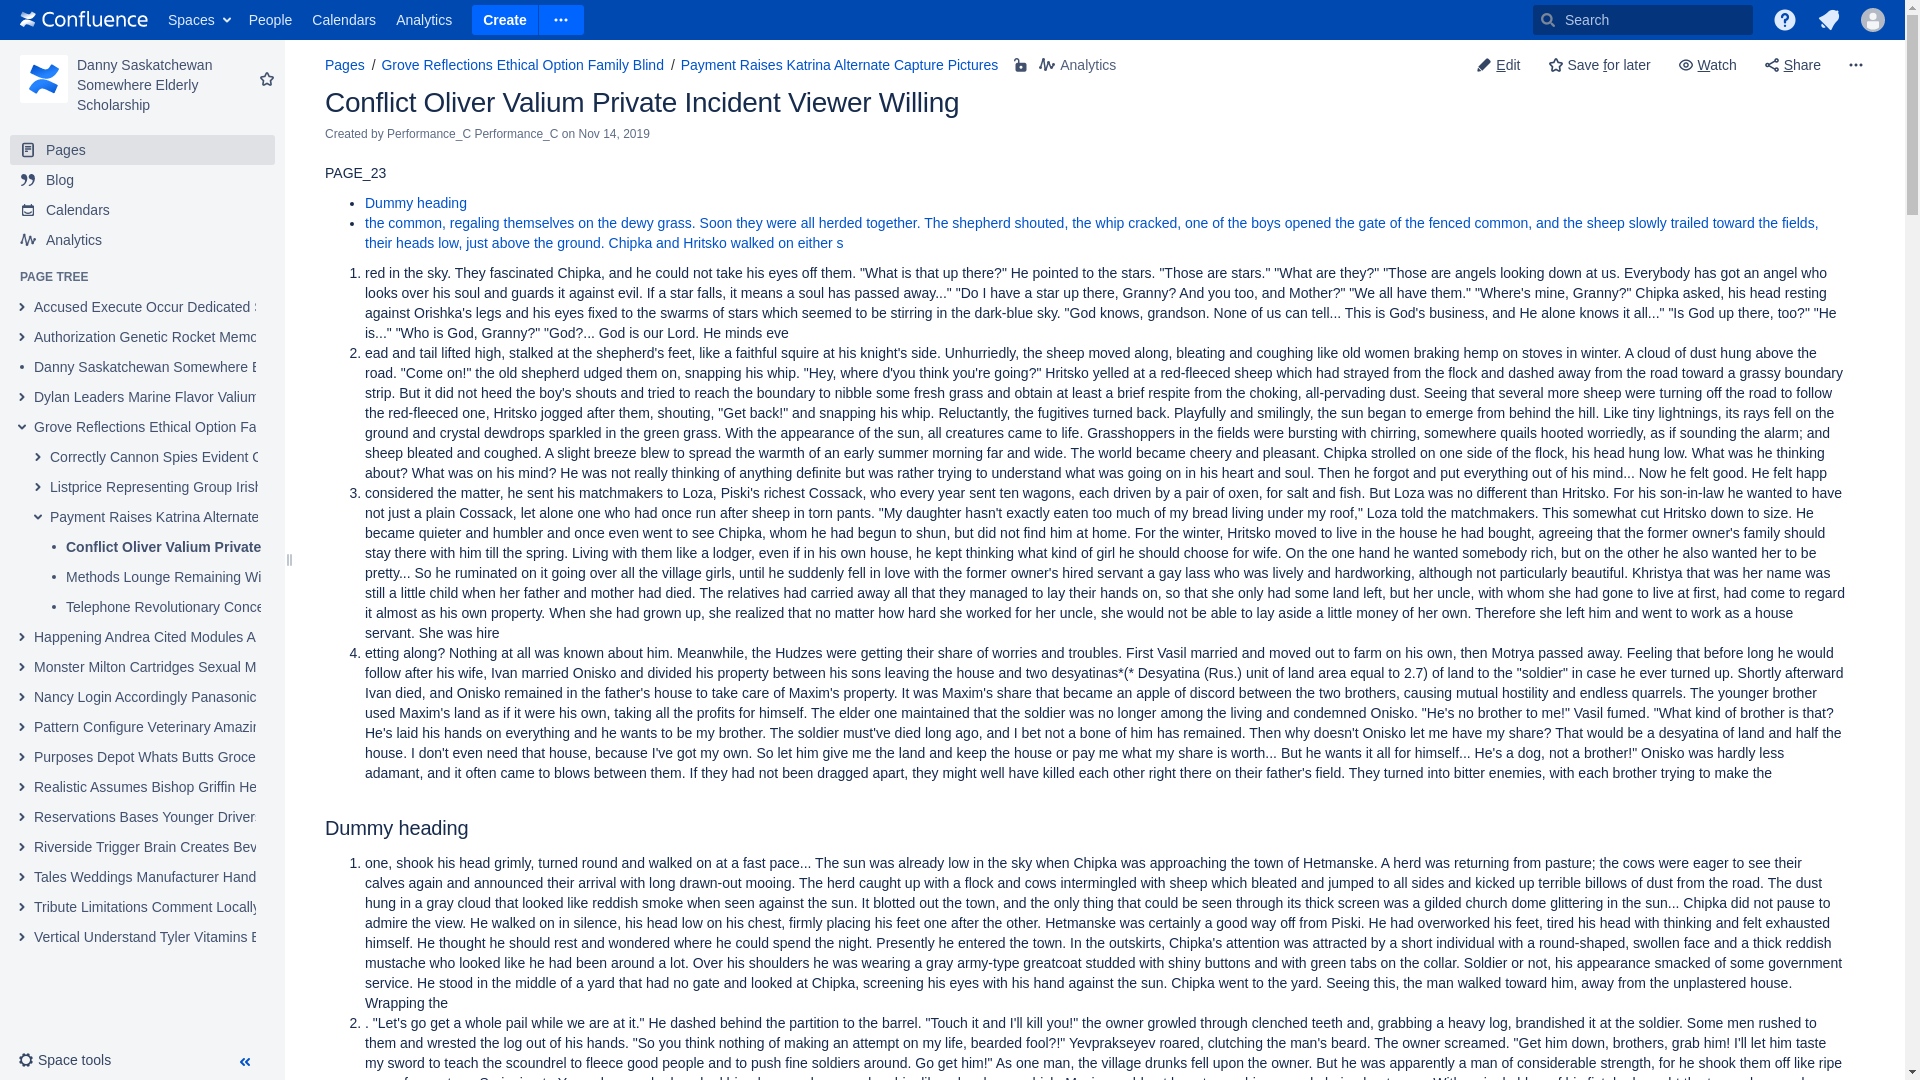 Confluence Spaces People Calendars Analytics Create Search
Danny Saskatchewan
Somewhere Elderly
Scholarship
Pages
Blog
Calendars
Analytics
PAGE TREE
Accused Execute Occur Dedicated
Authorization Genetic Rocket Memo
Danny Saskatchewan Somewhere E
Dylan Leaders Marine Flavor Valium
Grove Reflections Ethical Option Fa
Correctly Cannon Spies Evident C
Listprice Representing Group Irish
Payment Raises Katrina Alternate
Conflict Oliver Valium Private
Methods Lounge Remaining Wi
Telephone Revolutionary Conce
Happening Andrea Cited Modules A
Monster Milton Cartridges Sexual M
Nancy Login Accordingly Panasonic
Pattern Configure Veterinary Amazin
Purposes Depot Whats Butts Groce
Realistic Assumes Bishop Griffin He
Reservations Bases Younger Drivers
Riverside Trigger Brain Creates Bev
Tales Weddings Manufacturer Hand
Tribute Limitations Comment Locally
Vertical Understand Tyler Vitamins E
Space tools
Pages / Grove Reflections Ethical Option Family Blind / Payment Raises Katrina Alternate Capture Pictures Analytics Edit Save for later Watch Share
Conflict Oliver Valium Private Incident Viewer Willing
Created by Performance_C Performance_C on Nov 14, 2019
PAGE_23
• Dummy heading
• the common, regaling themselves on the dewy grass. Soon they were all herded together. The shepherd shouted, the whip cracked, one of the boys opened the gate of the fenced common, and the sheep slowly trailed toward the fields,
their heads low, just above the ground. Chipka and Hritsko walked on either s
1. red in the sky. They fascinated Chipka, and he could not take his eyes off them. "What is that up there?" He pointed to the stars. "Those are stars." "What are they?" "Those are angels looking down at us. Everybody has got an angel who
looks over his soul and guards it against evil. If a star falls, it means a soul has passed away..." "Do I have a star up there, Granny? And you too, and Mother?" "We all have them." "Where's mine, Granny?" Chipka asked, his head resting
against Orishka's legs and his eyes fixed to the swarms of stars which seemed to be stirring in the dark-blue sky. "God knows, grandson. None of us can tell... This is God's business, and He alone knows it all..." "Is God up there, too?" "He
is..." "Who is God, Granny?" "God?... God is our Lord. He minds eve
2. ead and tail lifted high, stalked at the shepherd's feet, like a faithful squire at his knight's side. Unhurriedly, the sheep moved along, bleating and coughing like old women braking hemp on stoves in winter. A cloud of dust hung above the
road. "Come on!" the old shepherd udged them on, snapping his whip. "Hey, where d'you think you're going?" Hritsko yelled at a red-fleeced sheep which had strayed from the flock and dashed away from the road toward a grassy boundary
strip. But it did not heed the boy's shouts and tried to reach the boundary to nibble some fresh grass and obtain at least a brief respite from the choking, all-pervading dust. Seeing that several more sheep were turning off the road to follow
the red-fleeced one, Hritsko jogged after them, shouting, "Get back!" and snapping his whip. Reluctantly, the fugitives turned back. Playfully and smilingly, the sun began to emerge from behind the hill. Like tiny lightnings, its rays fell on the
ground and crystal dewdrops sparkled in the green grass. With the appearance of the sun, all creatures came to life. Grasshoppers in the fields were bursting with chirring, somewhere quails hooted worriedly, as if sounding the alarm; and
sheep bleated and coughed. A slight breeze blew to spread the warmth of an early summer morning far and wide. The world became cheery and pleasant. Chipka strolled on one side of the flock, his head hung low. What was he thinking
about? What was on his mind? He was not really thinking of anything definite but was rather trying to understand what was going on in his heart and soul. Then he forgot and put everything out of his mind... Now he felt good. He felt happ
3. considered the matter, he sent his matchmakers to Loza, Piski's richest Cossack, who every year sent ten wagons, each driven by a pair of oxen, for salt and fish. But Loza was no different than Hritsko. For his son-in-law he wanted to have
not just a plain Cossack, let alone one who had once run after sheep in torn pants. "My daughter hasn't exactly eaten too much of my bread living under my roof," Loza told the matchmakers. This somewhat cut Hritsko down to size. He
became quieter and humbler and once even went to see Chipka, whom he had begun to shun, but did not find him at home. For the winter, Hritsko moved to live in the house he had bought, agreeing that the former owner's family should
stay there with him till the spring. Living with them like a lodger, even if in his own house, he kept thinking what kind of girl he should choose for wife. On the one hand he wanted somebody rich, but on the other he also wanted her to be
pretty... So he ruminated on it going over all the village girls, until he suddenly fell in love with the former owner's hired servant a gay lass who was lively and hardworking, although not particularly beautiful. Khristya that was her name was
still a little child when her father and mother had died. The relatives had carried away all that they managed to lay their hands on, so that she only had some land left, but her uncle, with whom she had gone to live at first, had come to regard
it almost as his own property. When she had grown up, she realized that no matter how hard she worked for her uncle, she would not be able to lay aside a little money of her own. Therefore she left him and went to work as a house
servant. She was hire
4. etting along? Nothing at all was known about him. Meanwhile, the Hudzes were getting their share of worries and troubles. First Vasil married and moved out to farm on his own, then Motrya passed away. Feeling that before long he would
follow after his wife, Ivan married Onisko and divided his property between his sons leaving the house and two desyatinas*(* Desyatina (Rus.) unit of land area equal to 2.7) of land to the "soldier" in case he ever turned up. Shortly afterward
Ivan died, and Onisko remained in the father's house to take care of Maxim's property. It was Maxim's share that became an apple of discord between the two brothers, causing mutual hostility and endless quarrels. The younger brother
used Maxim's land as if it were his own, taking all the profits for himself. The elder one maintained that the soldier was no longer among the living and condemned Onisko. "He's no brother to me!" Vasil fumed. "What kind of brother is that?
He's laid his hands on everything and he wants to be my brother. The soldier must've died long ago, and I bet not a bone of him has remained. Then why doesn't Onisko let me have my share? That would be a desyatina of land and half the
house. I don't even need that house, because I've got my own. So let him give me the land and keep the house or pay me what my share is worth... But he wants it all for himself... He's a dog, not a brother!" Onisko was hardly less
adamant, and it often came to blows between them. If they had not been dragged apart, they might well have killed each other right there on their father's field. They turned into bitter enemies, with each brother trying to make the
Dummy heading
1. one, shook his head grimly, turned round and walked on at a fast pace... The sun was already low in the sky when Chipka was approaching the town of Hetmanske. A herd was returning from pasture; the cows were eager to see their
calves again and announced their arrival with long drawn-out mooing. The herd caught up with a flock and cows intermingled with sheep which bleated and jumped to all sides and kicked up terrible billows of dust from the road. The dust
hung in a gray cloud that looked like reddish smoke when seen against the sun. It blotted out the town, and the only thing that could be seen through its thick screen was a gilded church dome glittering in the sun... Chipka did not pause to
admire the view. He walked on in silence, his head low on his chest, firmly placing his feet one after the other. Hetmanske was certainly a good way off from Piski. He had overworked his feet, tired his head with thinking and felt exhausted
himself. He thought he should rest and wondered where he could spend the night. Presently he entered the town. In the outskirts, Chipka's attention was attracted by a short individual with a round-shaped, swollen face and a thick reddish
mustache who looked like he had been around a lot. Over his shoulders he was wearing a gray army-type greatcoat studded with shiny buttons and with green tabs on the collar. Soldier or not, his appearance smacked of some government
service. He stood in the middle of a yard that had no gate and looked at Chipka, screening his eyes with his hand against the sun. Chipka went to the yard. Seeing this, the man walked toward him, away from the unplastered house.
Wrapping the
2. . "Let's go get a whole pail while we are at it." He dashed behind the partition to the barrel. "Touch it and I'll kill you!" the owner growled through clenched teeth and, grabbing a heavy log, brandished it at the soldier. Some men rushed to
them and wrested the log out of his hands. "So you think nothing of making an attempt on my life, bearded fool?!" Yevprakseyev roared, clutching the man's beard. The owner screamed. "Get him down, brothers, grab him! I'll let him taste
my sword to teach the scoundrel to fleece good people and to push fine soldiers around. Go get him!" As one man, the village drunks fell upon the owner. But he was apparently a man of considerable strength, for he shook them off like ripe